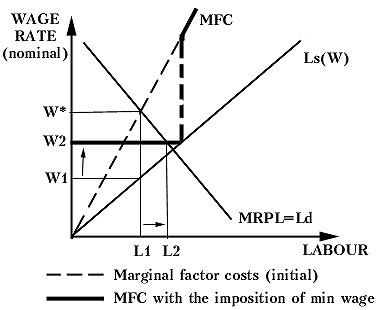 WAGE
RATE
(nominal)
MFC
Ls(W)
W*
W2
W1
MRPL=Ld
L1
L2
LABOUR
Marginal factor costs (initial)
MFC with the imposition of min wage